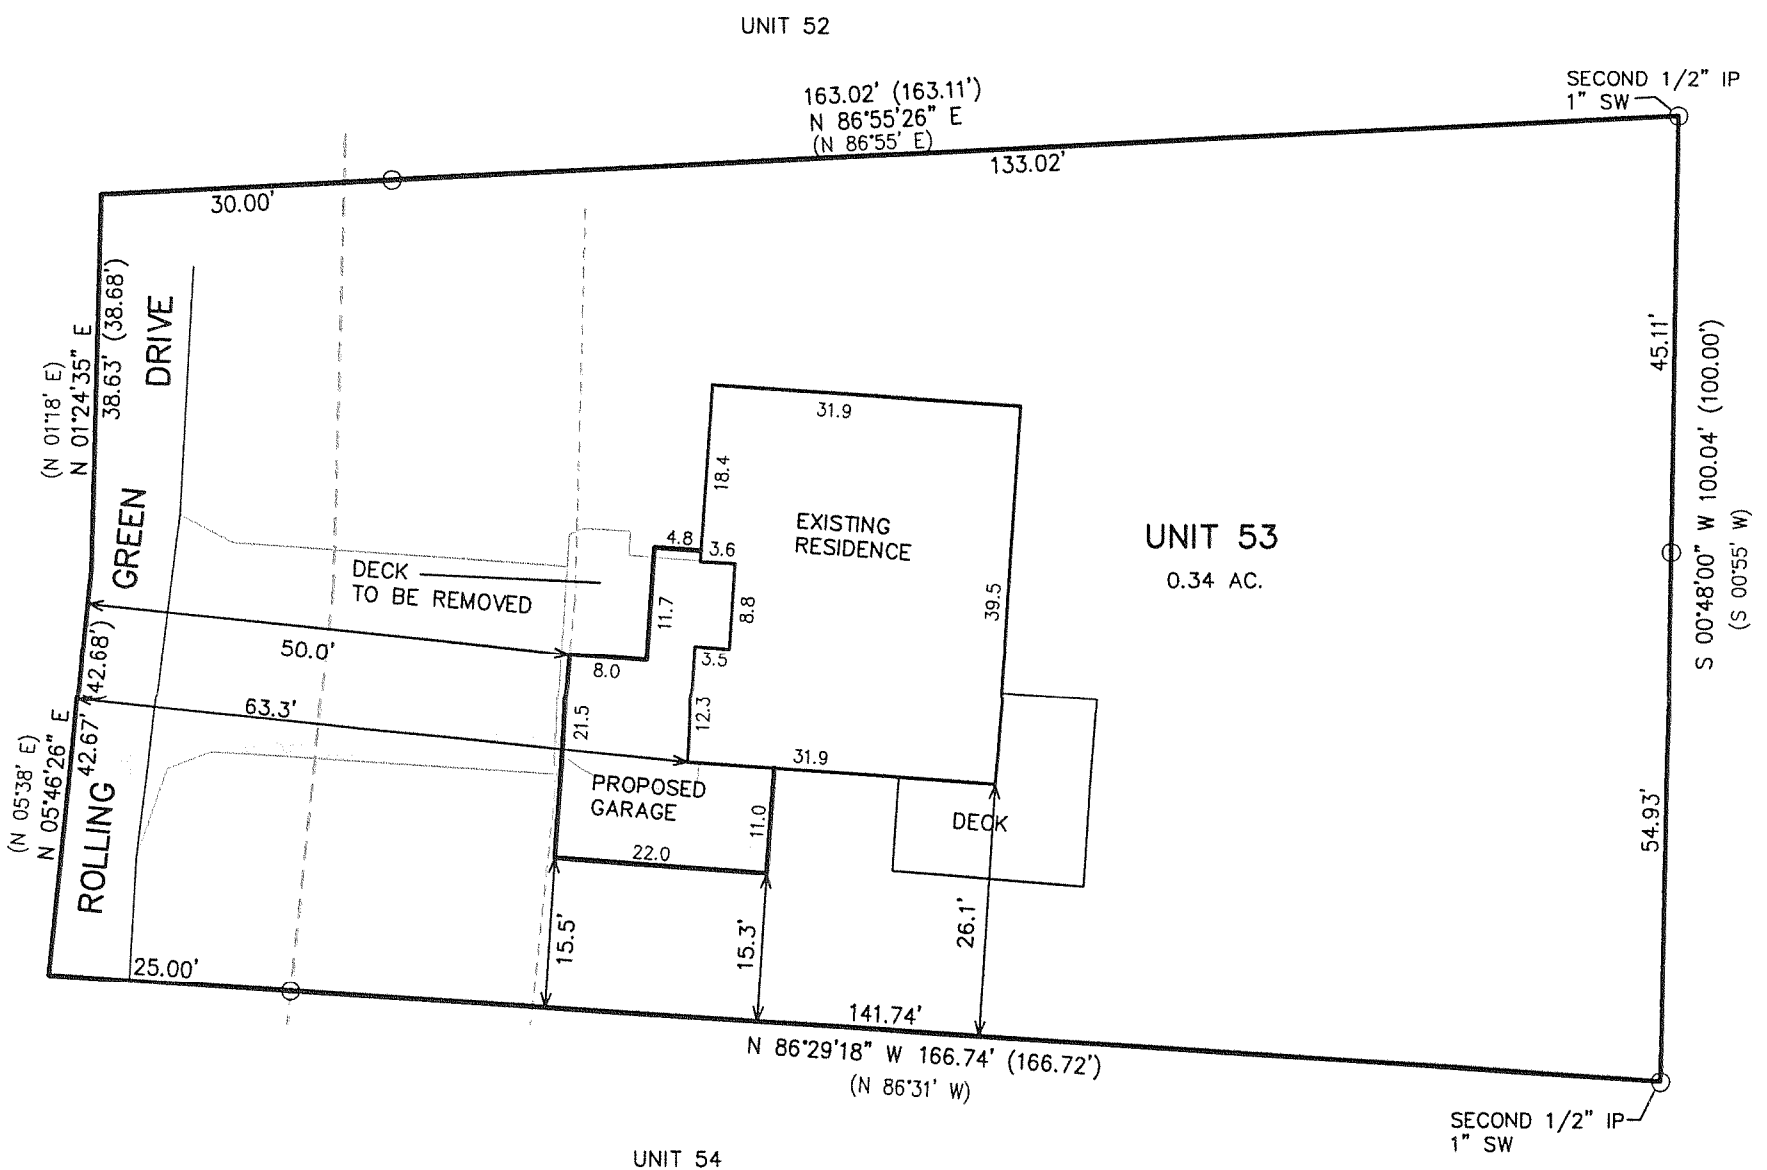 UNIT 52
163.02' (163.11')
N 86°55'26" E
(N 86°55' E)
SECOND 1/2" IP
1" SW
133.02'
30.00'
(N 01°18' E)
N 01°24'35" E
38.63' (38.68')
ROLLING GREEN DRIVE
31.9
18.4
EXISTING
RESIDENCE
4.8
3.6
11.7
8.8
39.5
3.5
12.3
31.9
DECK
TO BE REMOVED
50.0'
8.0
63.3'
21.5
PROPOSED
GARAGE
11.0
22.0
DECK
UNIT 53
0.34 AC.
45.11'
S 00°48'00" W 100.04' (100.00')
(S 00°55' W)
54.93'
(N 05°38' E)
N 05°46'26" E
42.67' (42.68')
15.5'
15.3'
26.1'
25.00'
141.74'
N 86°29'18" W 166.74' (166.72')
(N 86°31' W)
SECOND 1/2" IP
1" SW
UNIT 54